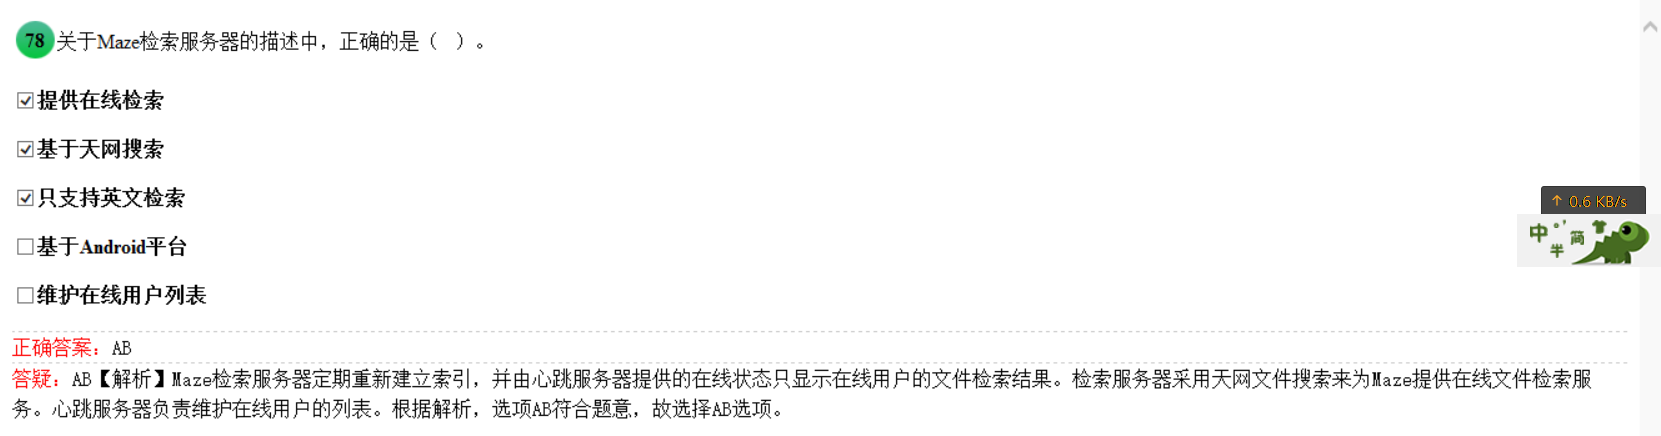 78 关于Maze检索服务器的描述中，正确的是（ ）。
提供在线检索
基于天网搜索
只支持英文检索
↑ 0.6 KB/s
中 °’ 简
半
基于Android平台
维护在线用户列表
正确答案：AB
答疑：AB【解析】Maze检索服务器定期重新建立索引，并由心跳服务器提供的在线状态只显示在线用户的文件检索结果。检索服务器采用天网文件搜索来为Maze提供在线文件检索服
务。心跳服务器负责维护在线用户的列表。根据解析，选项AB符合题意，故选择AB选项。